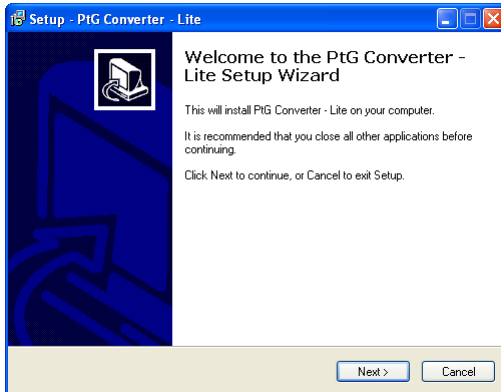 Setup - PtG Converter - Lite
Welcome to the PtG Converter -
Lite Setup Wizard
This will install PtG Converter - Lite on your computer.
It is recommended that you close all other applications before
continuing.
Click Next to continue, or Cancel to exit Setup.
Next >
Cancel